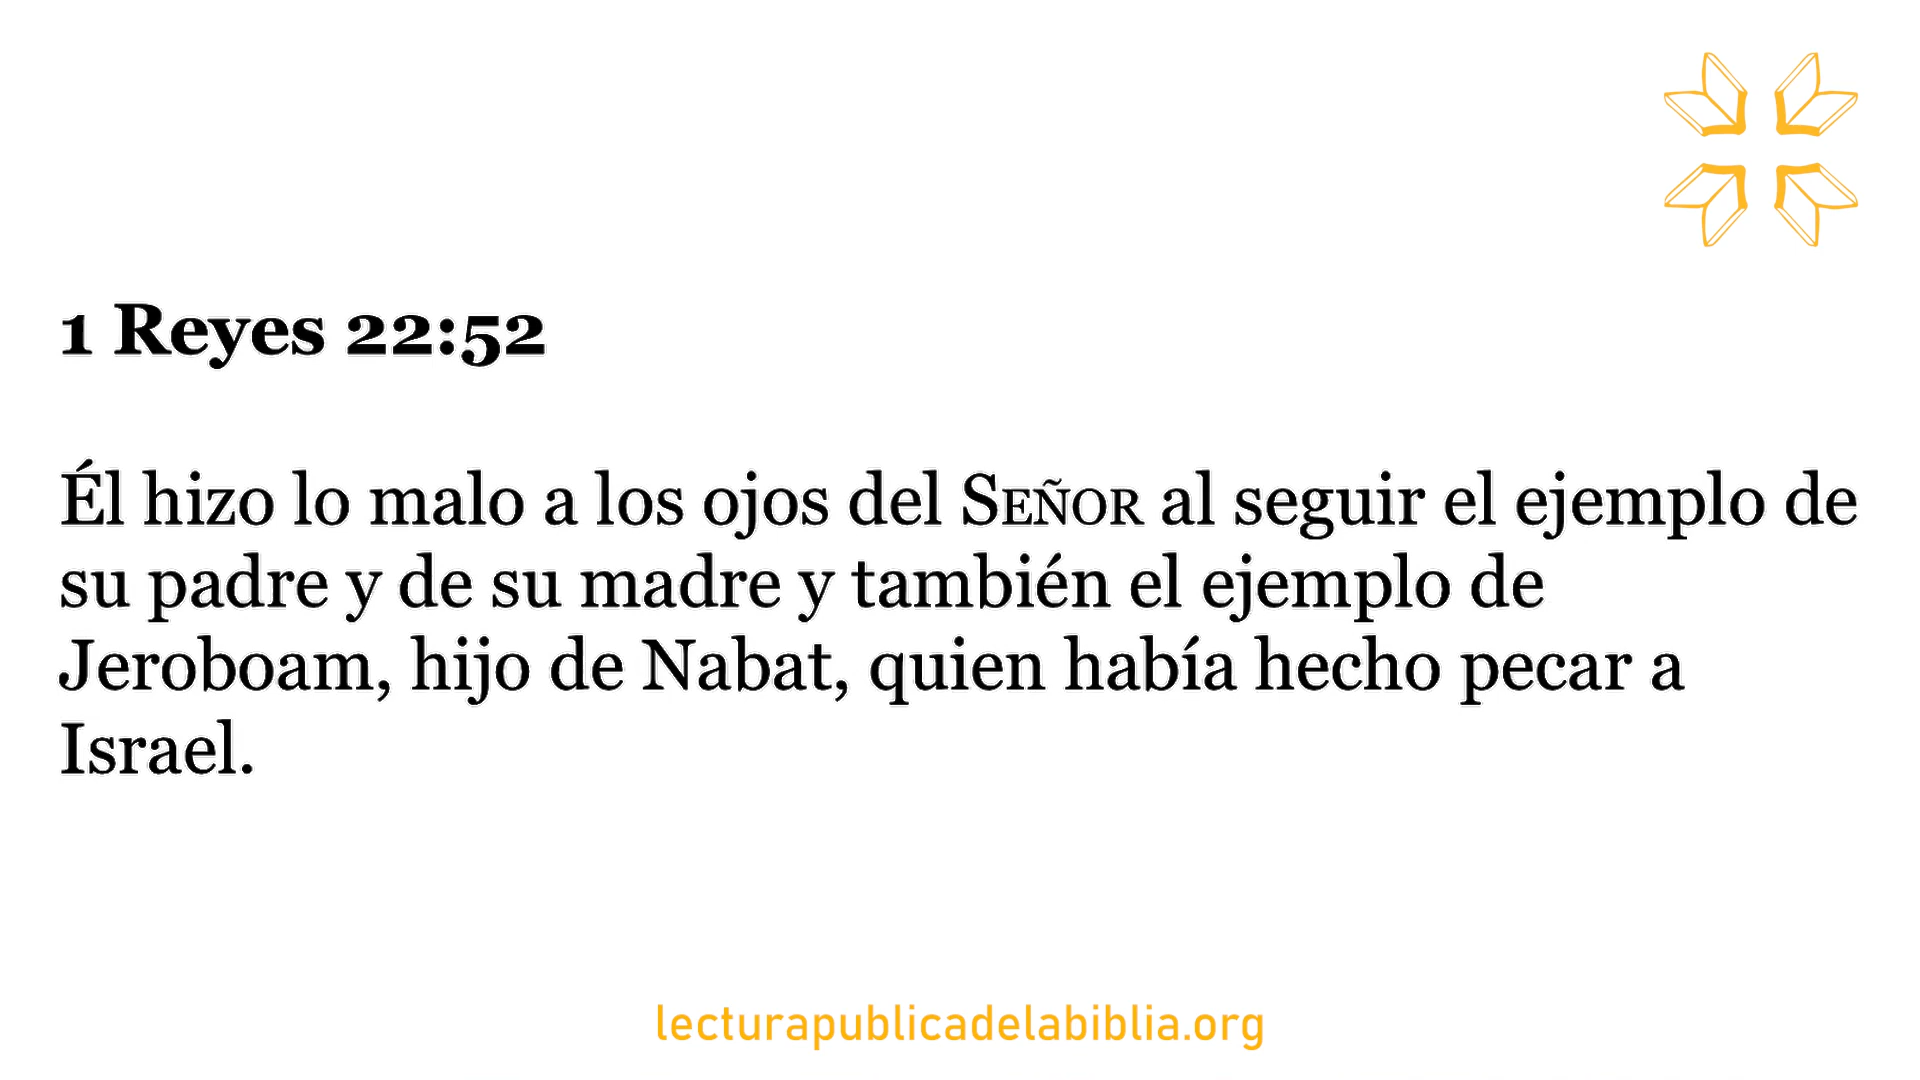 1 Reyes 22:52
Él hizo lo malo a los ojos del SEÑOR al seguir el ejemplo de
su padre y de su madre y también el ejemplo de
Jeroboam, hijo de Nabat, quien había hecho pecar a
Israel.
lecturapublicadelabiblia.org